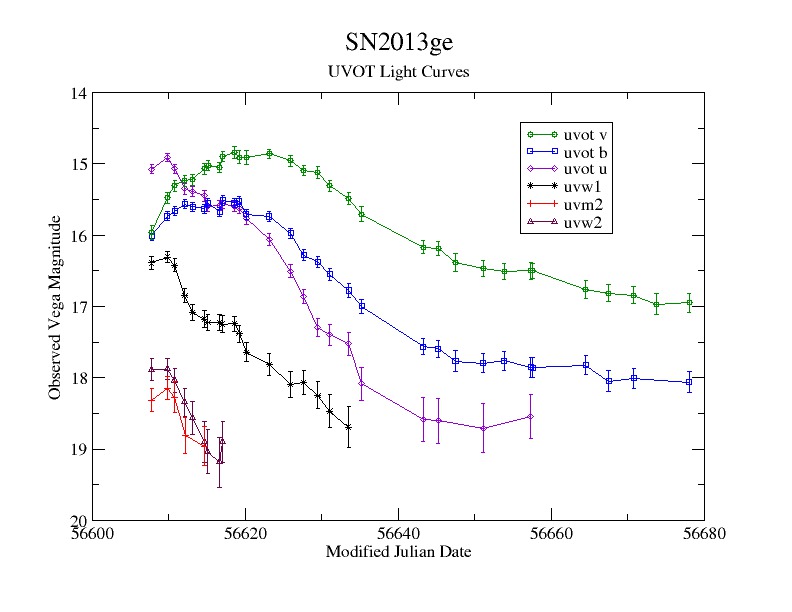 SN2013ge
UVOT Light Curves
Observed Vega Magnitude
14
15
16
17
18
19
20
uvot v
uvot b
uvot u
uvw1
uvm2
uvw2
56600 56620 56640 56660 56680
Modified Julian Date